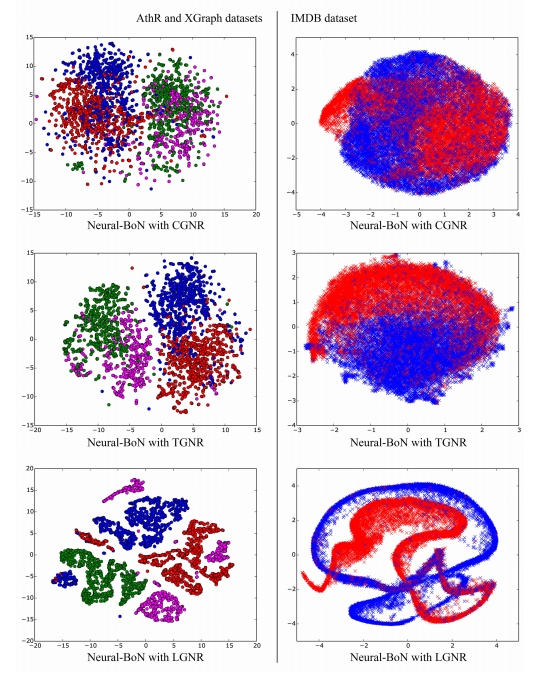 AthR and XGraph datasets
IMDB dataset
15
10
5
0
−5
−10
−15
−15 −10 −5 0 5 10 15 20
Neural-BoN with CGNR
4
2
0
−2
−4
−5 −4 −3 −2 −1 0 1 2 3 4
Neural-BoN with CGNR
15
10
5
0
−5
−10
−15
−20 −15 −10 −5 0 5 10 15
Neural-BoN with TGNR
3
2
1
0
−1
−2
−3
−4
−3 −2 −1 0 1 2 3
Neural-BoN with TGNR
20
15
10
5
0
−5
−10
−15
−20
−20 −15 −10 −5 0 5 10 15 20
Neural-BoN with LGNR
4
2
0
−2
−4
−4 −2 0 2 4
Neural-BoN with LGNR